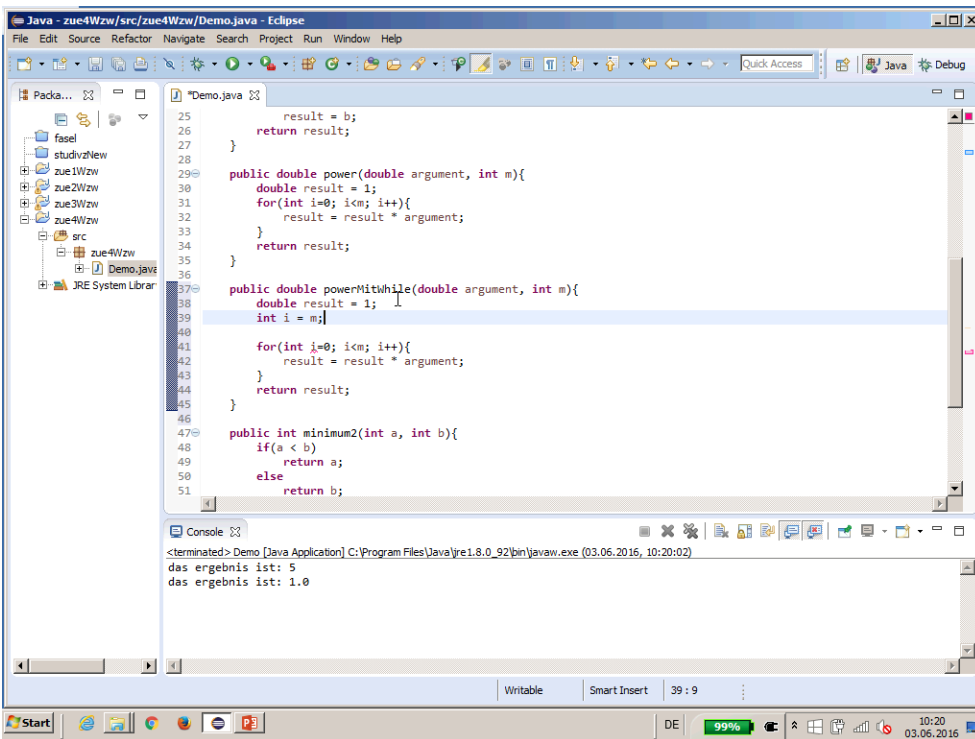 Java - zue4Wzw/src/zue4Wzw/Demo.java - Eclipse
File Edit Source Refactor Navigate Search Project Run Window Help
Quick Access
Java
Debug
Packa...
*Demo.java
fasel
studivzNew
zue1Wzw
zue2Wzw
zue3Wzw
zue4Wzw
src
zue4Wzw
Demo.java
JRE System Librar
25 result = b;
26 return result;
27 }
28
29 public double power(double argument, int m){
30 double result = 1;
31 for(int i=0; i<m; i++){
32 result = result * argument;
33 }
34 return result;
35 }
36
37 public double powerMitWhile(double argument, int m){
38 double result = 1;
39 int i = m;
40
41 for(int i=0; i<m; i++){
42 result = result * argument;
43 }
44 return result;
45 }
46
47 public int minimum2(int a, int b){
48 if(a < b)
49 return a;
50 else
51 return b;
Console
<terminated> Demo [Java Application] C:\Program Files\Java\jre1.8.0_92\bin\javaw.exe (03.06.2016, 10:20:02)
das ergebnis ist: 5
das ergebnis ist: 1.0
Writable
Smart Insert
39 : 9
Start
DE
99%
10:20
03.06.2016